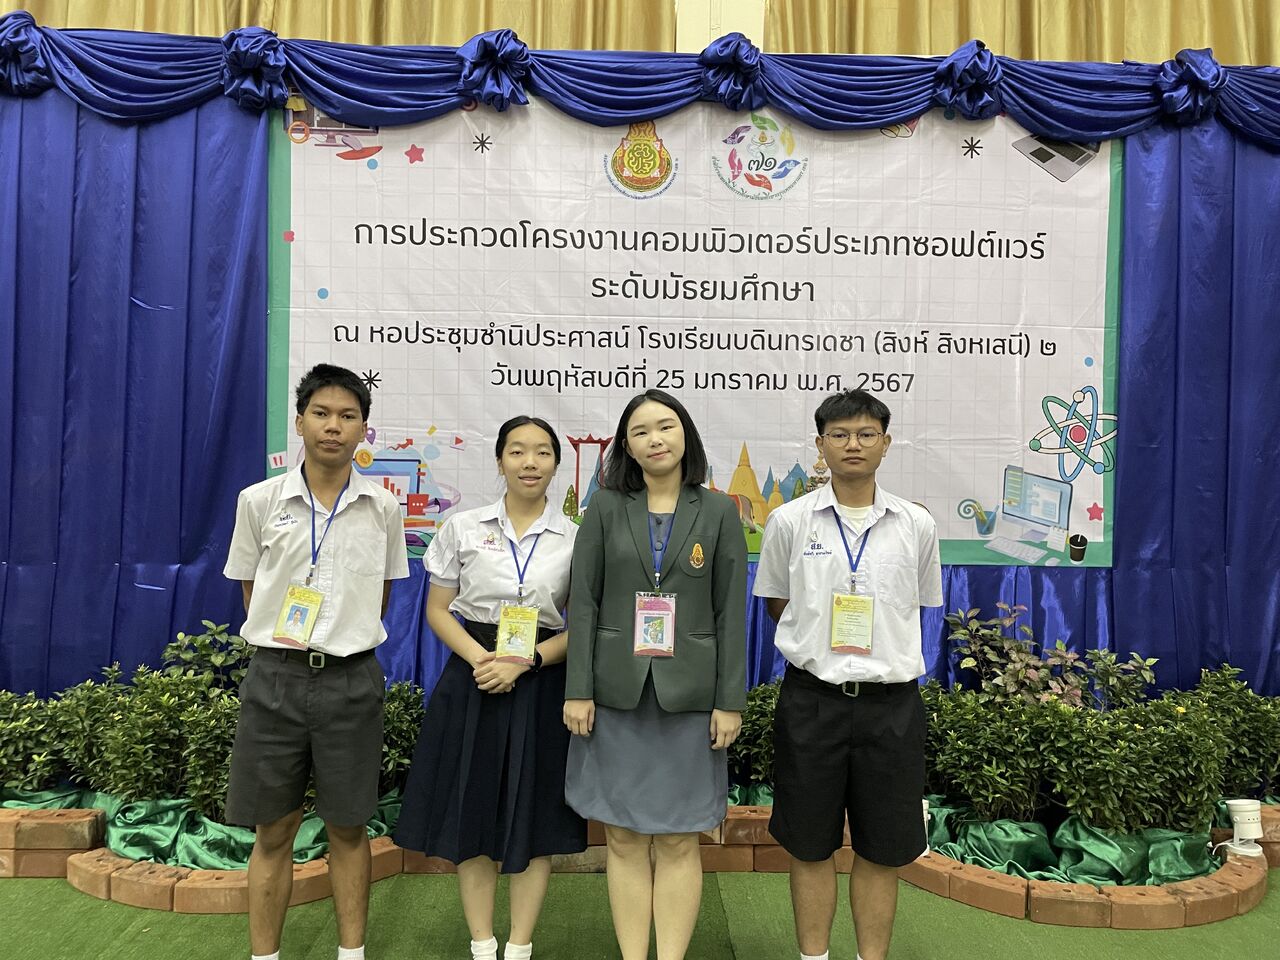 ๗๑
การประกวดโครงงานคอมพิวเตอร์ประเภทซอฟต์แวร์
ระดับมัธยมศึกษา
ณ หอประชุมชำนิประศาสน์ โรงเรียนบดินทรเดชา (สิงห์ สิงหเสนี) ๒
วันพฤหัสบดีที่ 25 มกราคม พ.ศ. 2567
ส.ย.